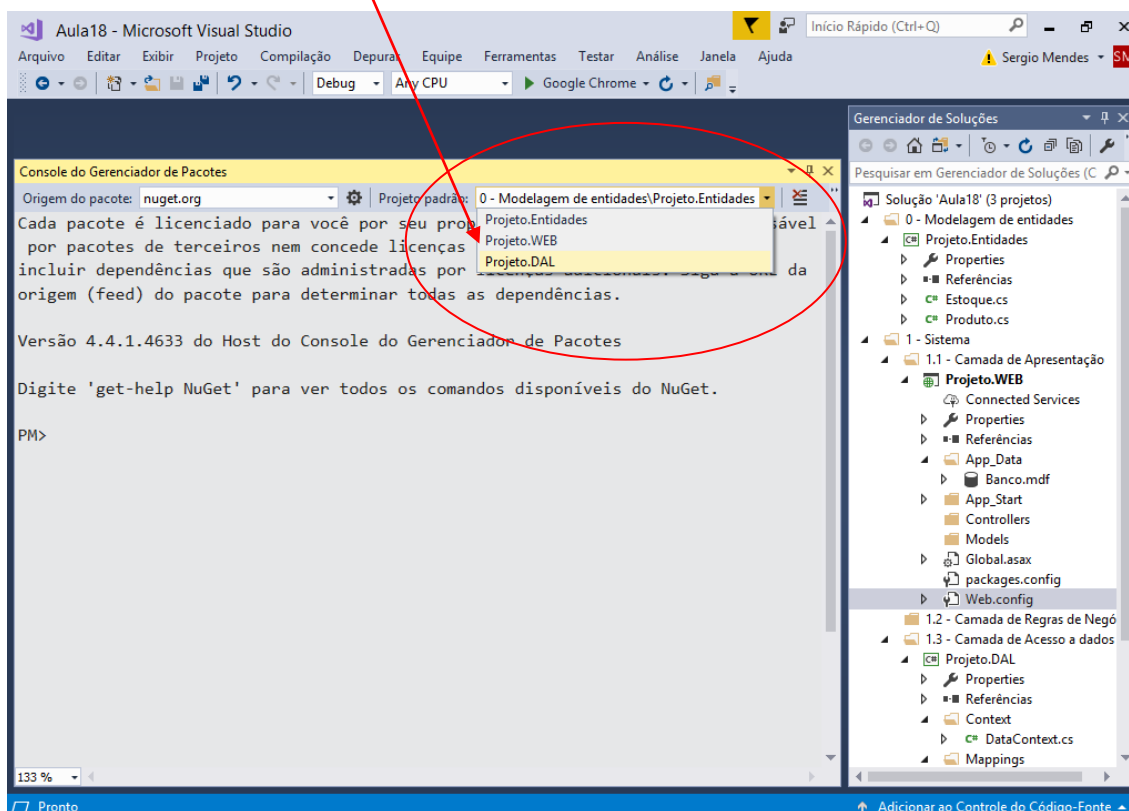 Aula18 - Microsoft Visual Studio
Início Rápido (Ctrl+Q)
Arquivo Editar Exibir Projeto Compilação Depurar Equipe Ferramentas Testar Análise Janela Ajuda
Sergio Mendes
SM
Debug Any CPU Google Chrome
Console do Gerenciador de Pacotes
Origem do pacote: nuget.org Projeto padrão: 0 - Modelagem de entidades\Projeto.Entidades
Projeto.Entidades
Projeto.WEB
Projeto.DAL
Cada pacote é licenciado para você por seu
por pacotes de terceiros nem concede licenças
incluir dependências que são administradas por da
origem (feed) do pacote para determinar todas as dependências.
Versão 4.4.1.4633 do Host do Console do Gerenciador de Pacotes
Digite 'get-help NuGet' para ver todos os comandos disponíveis do NuGet.
PM>
133 %
Gerenciador de Soluções
Pesquisar em Gerenciador de Soluções (C
Solução 'Aula18' (3 projetos)
0 - Modelagem de entidades
C# Projeto.Entidades
Properties
Referências
C# Estoque.cs
C# Produto.cs
1 - Sistema
1.1 - Camada de Apresentação
Projeto.WEB
Connected Services
Properties
Referências
App_Data
Banco.mdf
App_Start
Controllers
Models
Global.asax
packages.config
Web.config
1.2 - Camada de Regras de Negó
1.3 - Camada de Acesso a dados
C# Projeto.DAL
Properties
Referências
Context
C# DataContext.cs
Mappings
Pronto
Adicionar ao Controle do Código-Fonte